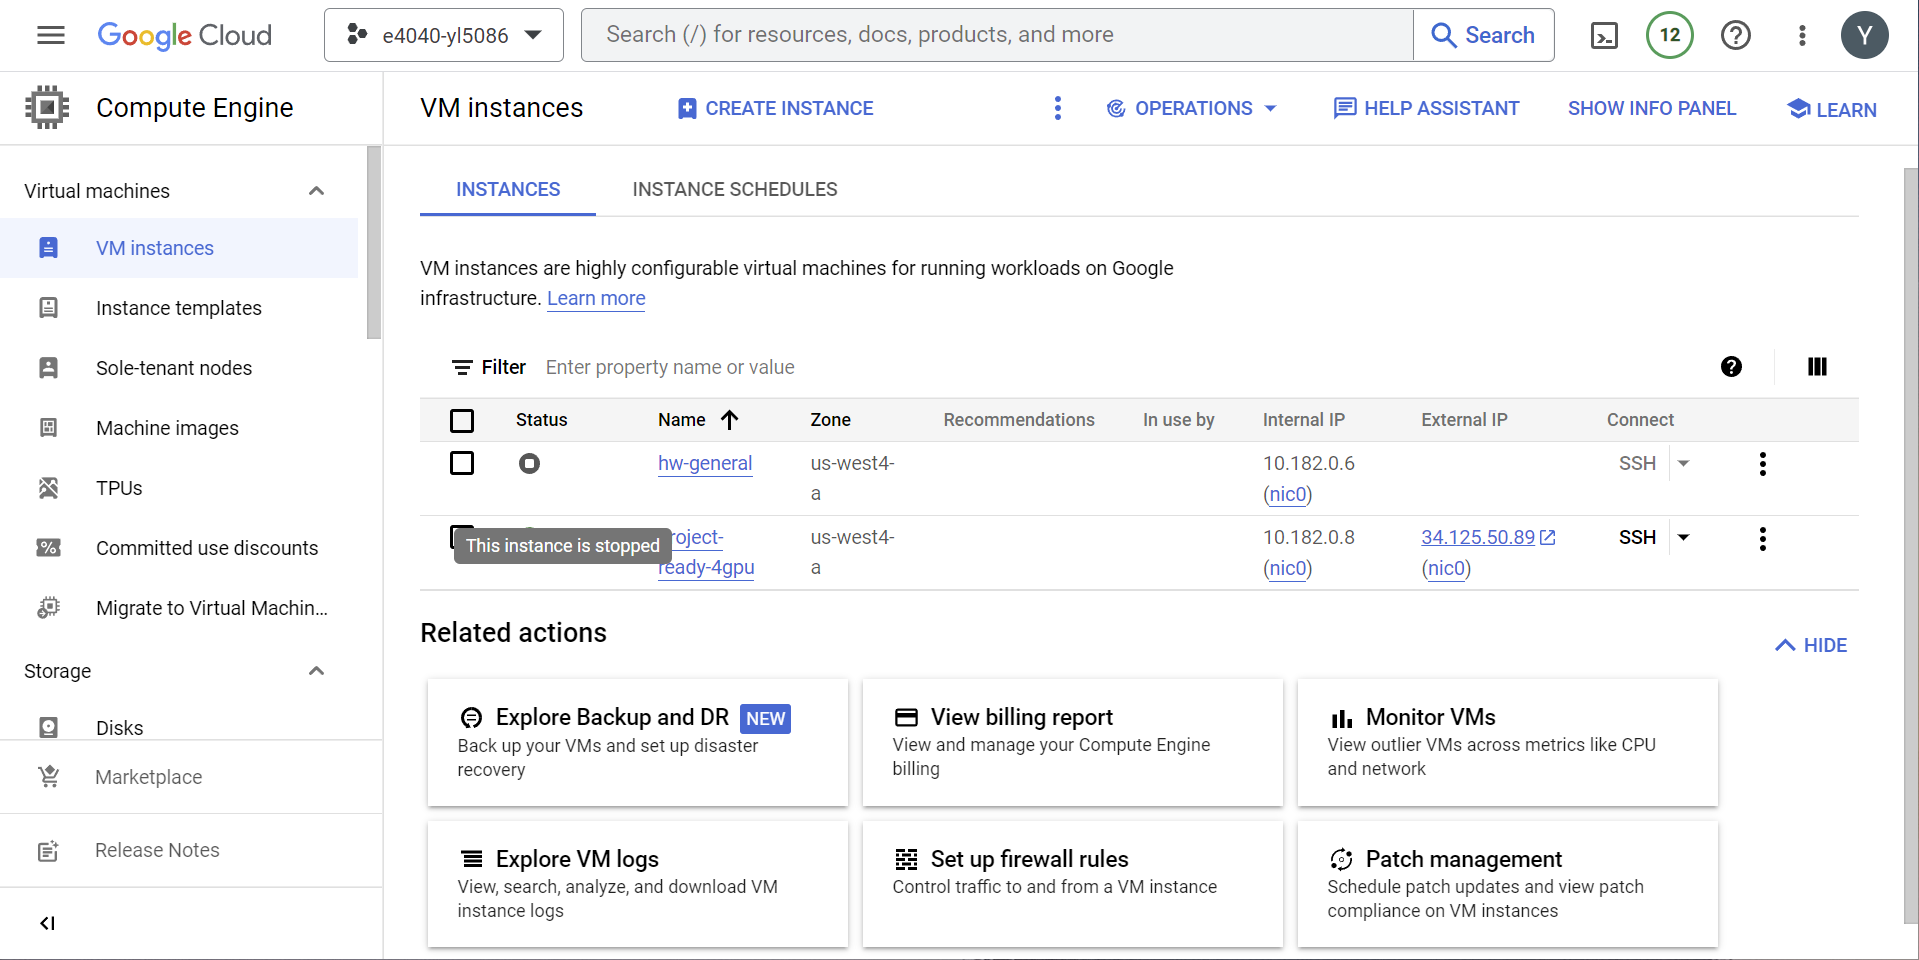 Google Cloud
e4040-yl5086
Search (/) for resources, docs, products, and more
Search
12
Y
Compute Engine
VM instances
CREATE INSTANCE
OPERATIONS
HELP ASSISTANT
SHOW INFO PANEL
LEARN
Virtual machines
VM instances
Instance templates
Sole-tenant nodes
Machine images
TPUs
Committed use discounts
Migrate to Virtual Machin...
Storage
Disks
Marketplace
Release Notes
INSTANCES
INSTANCE SCHEDULES
VM instances are highly configurable virtual machines for running workloads on Google
infrastructure. Learn more
Filter
Enter property name or value
Status
Name
Zone
Recommendations
In use by
Internal IP
External IP
Connect
hw-general
us-west4-
a
10.182.0.6
(nic0)
SSH
This instance is stopped
roject-
ready-4gpu
us-west4-
a
10.182.0.8
(nic0)
34.125.50.89
(nic0)
SSH
Related actions
HIDE
Explore Backup and DR
NEW
Back up your VMs and set up disaster
recovery
View billing report
View and manage your Compute Engine
billing
Monitor VMs
View outlier VMs across metrics like CPU
and network
Explore VM logs
View, search, analyze, and download VM
instance logs
Set up firewall rules
Control traffic to and from a VM instance
Patch management
Schedule patch updates and view patch
compliance on VM instances